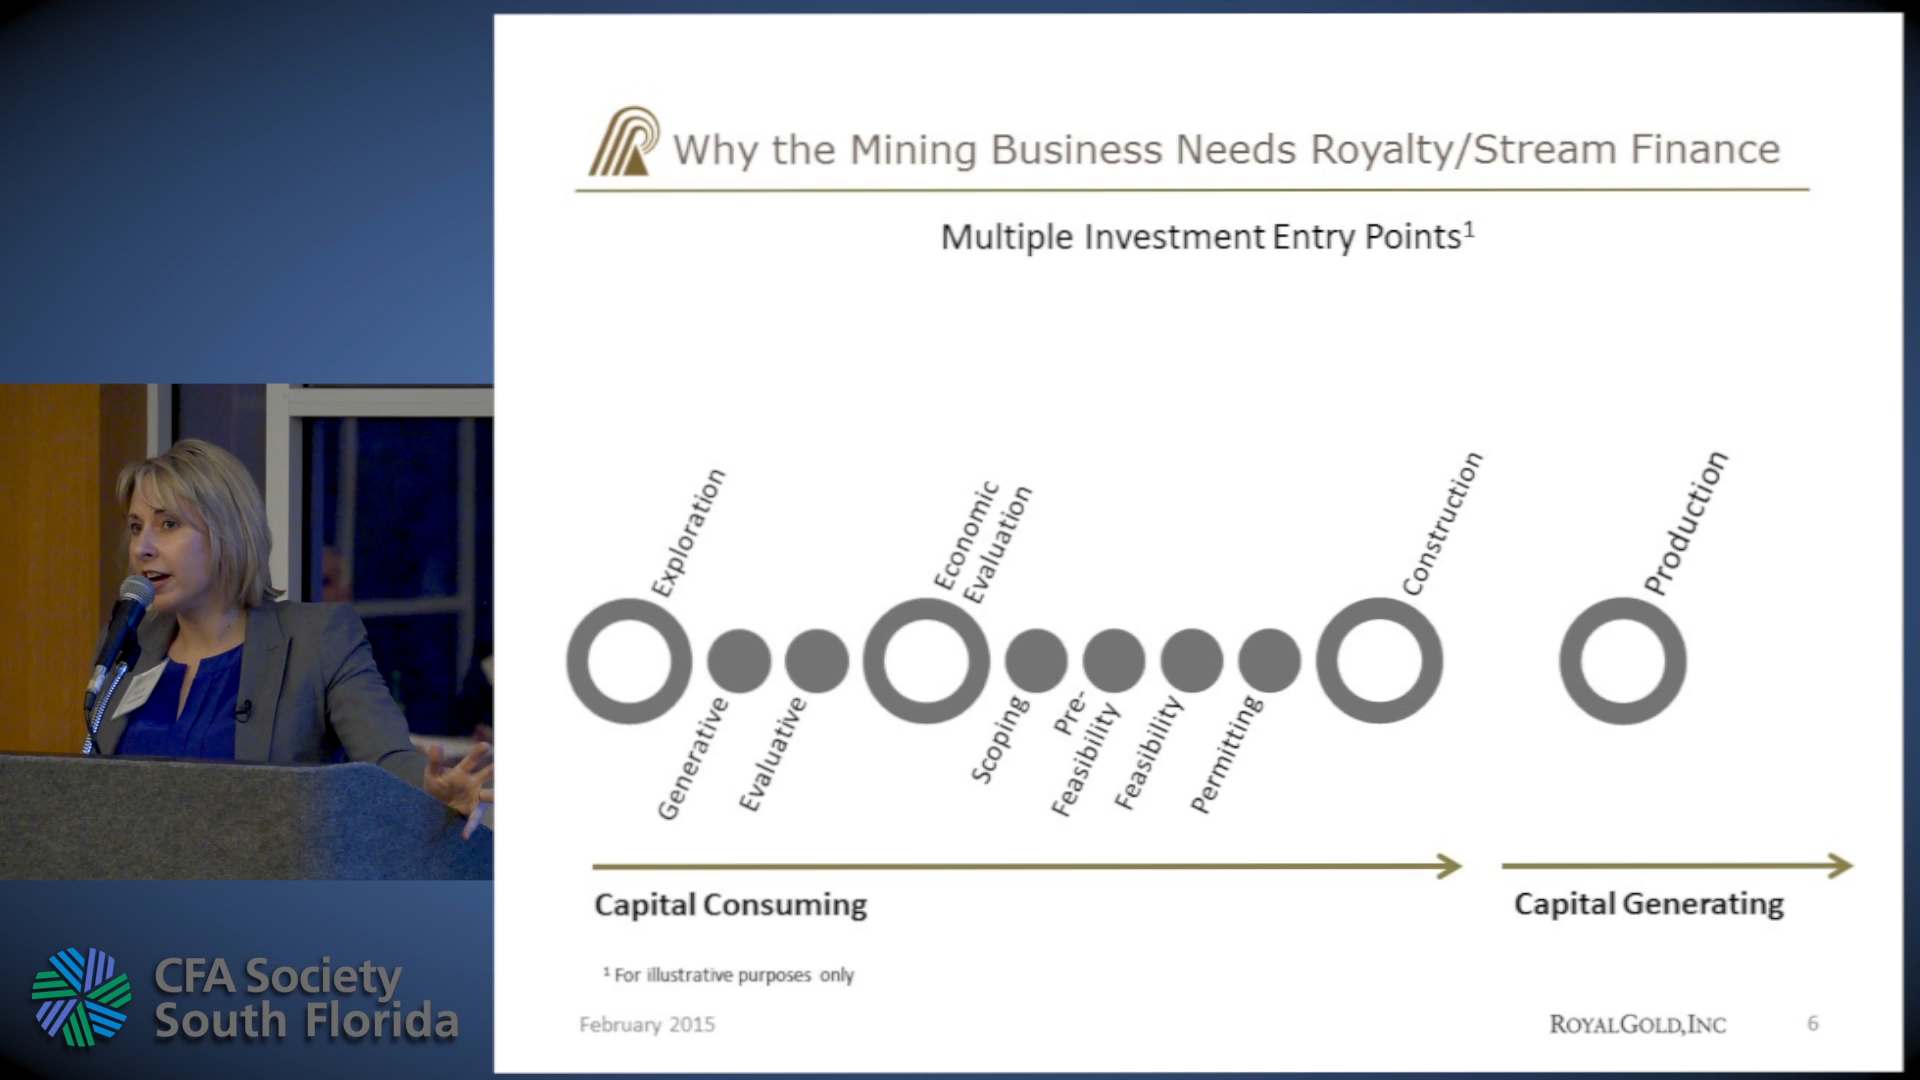 Why the Mining Business Needs Royalty/Stream Finance
Multiple Investment Entry Points¹
Exploration
Economic
Evaluation
Construction
Production
Generative
Evaluative
Scoping
Pre-
Feasibility
Feasibility
Permitting
Capital Consuming
Capital Generating
¹ For illustrative purposes only
February 2015
ROYALGOLD,INC
6
CFA Society
South Florida